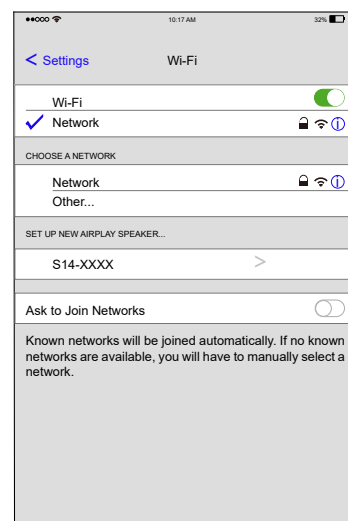 10:17 AM
32%
< Settings
Wi-Fi
Wi-Fi
Network
CHOOSE A NETWORK
Network
Other...
SET UP NEW AIRPLAY SPEAKER...
S14-XXXX
Ask to Join Networks
Known networks will be joined automatically. If no known
networks are available, you will have to manually select a
network.